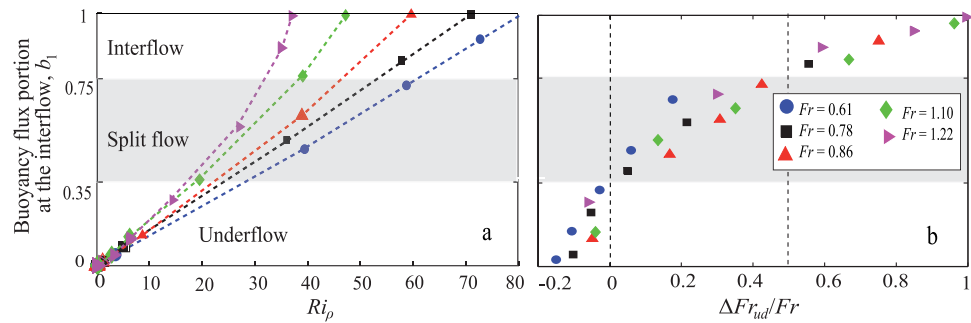 Buoyancy flux portion
at the interflow, b₁
1
0.75
0.35
0
Interflow
Split flow
Underflow
a
0 10 20 30 40 50 60 70 80
Riρ
Fr = 0.61
Fr = 0.78
Fr = 0.86
Fr = 1.10
Fr = 1.22
b
-0.2 0 0.2 0.4 0.6 0.8 1
ΔFr_ud/Fr